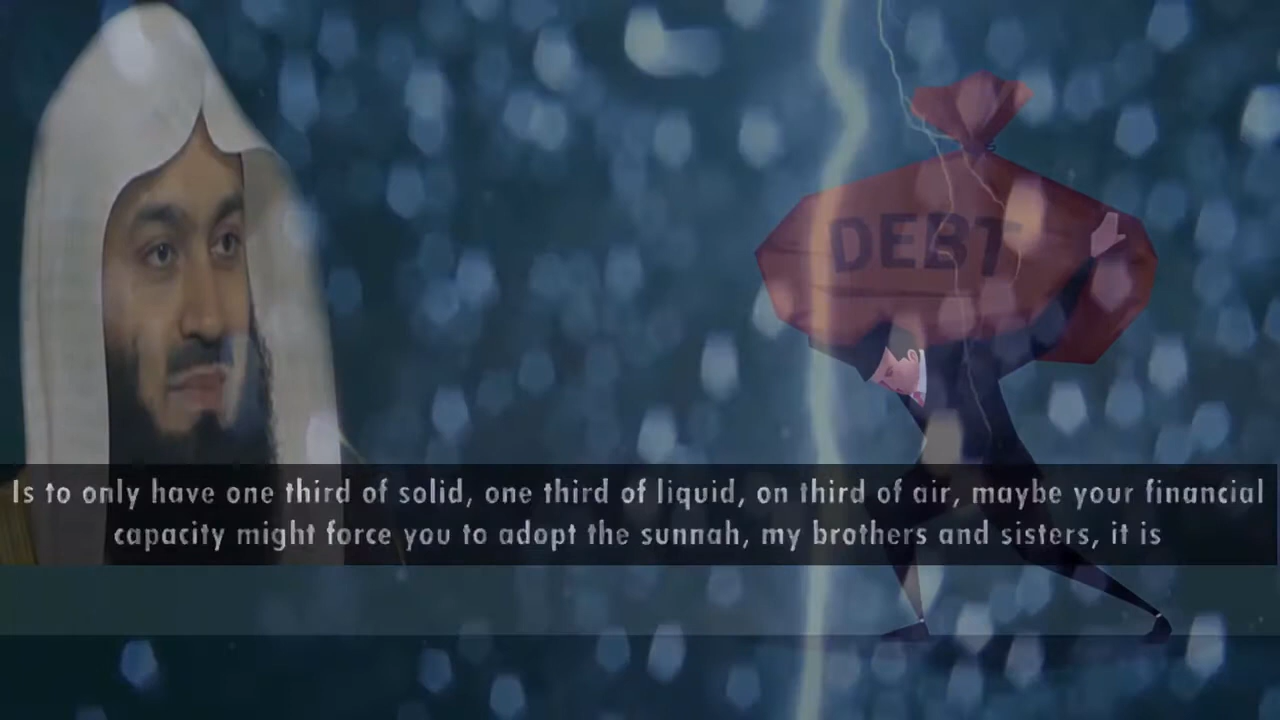 DEBT
Is to only have one third of solid, one third of liquid, on third of air, maybe your financial
capacity might force you to adopt the sunnah, my brothers and sisters, it is